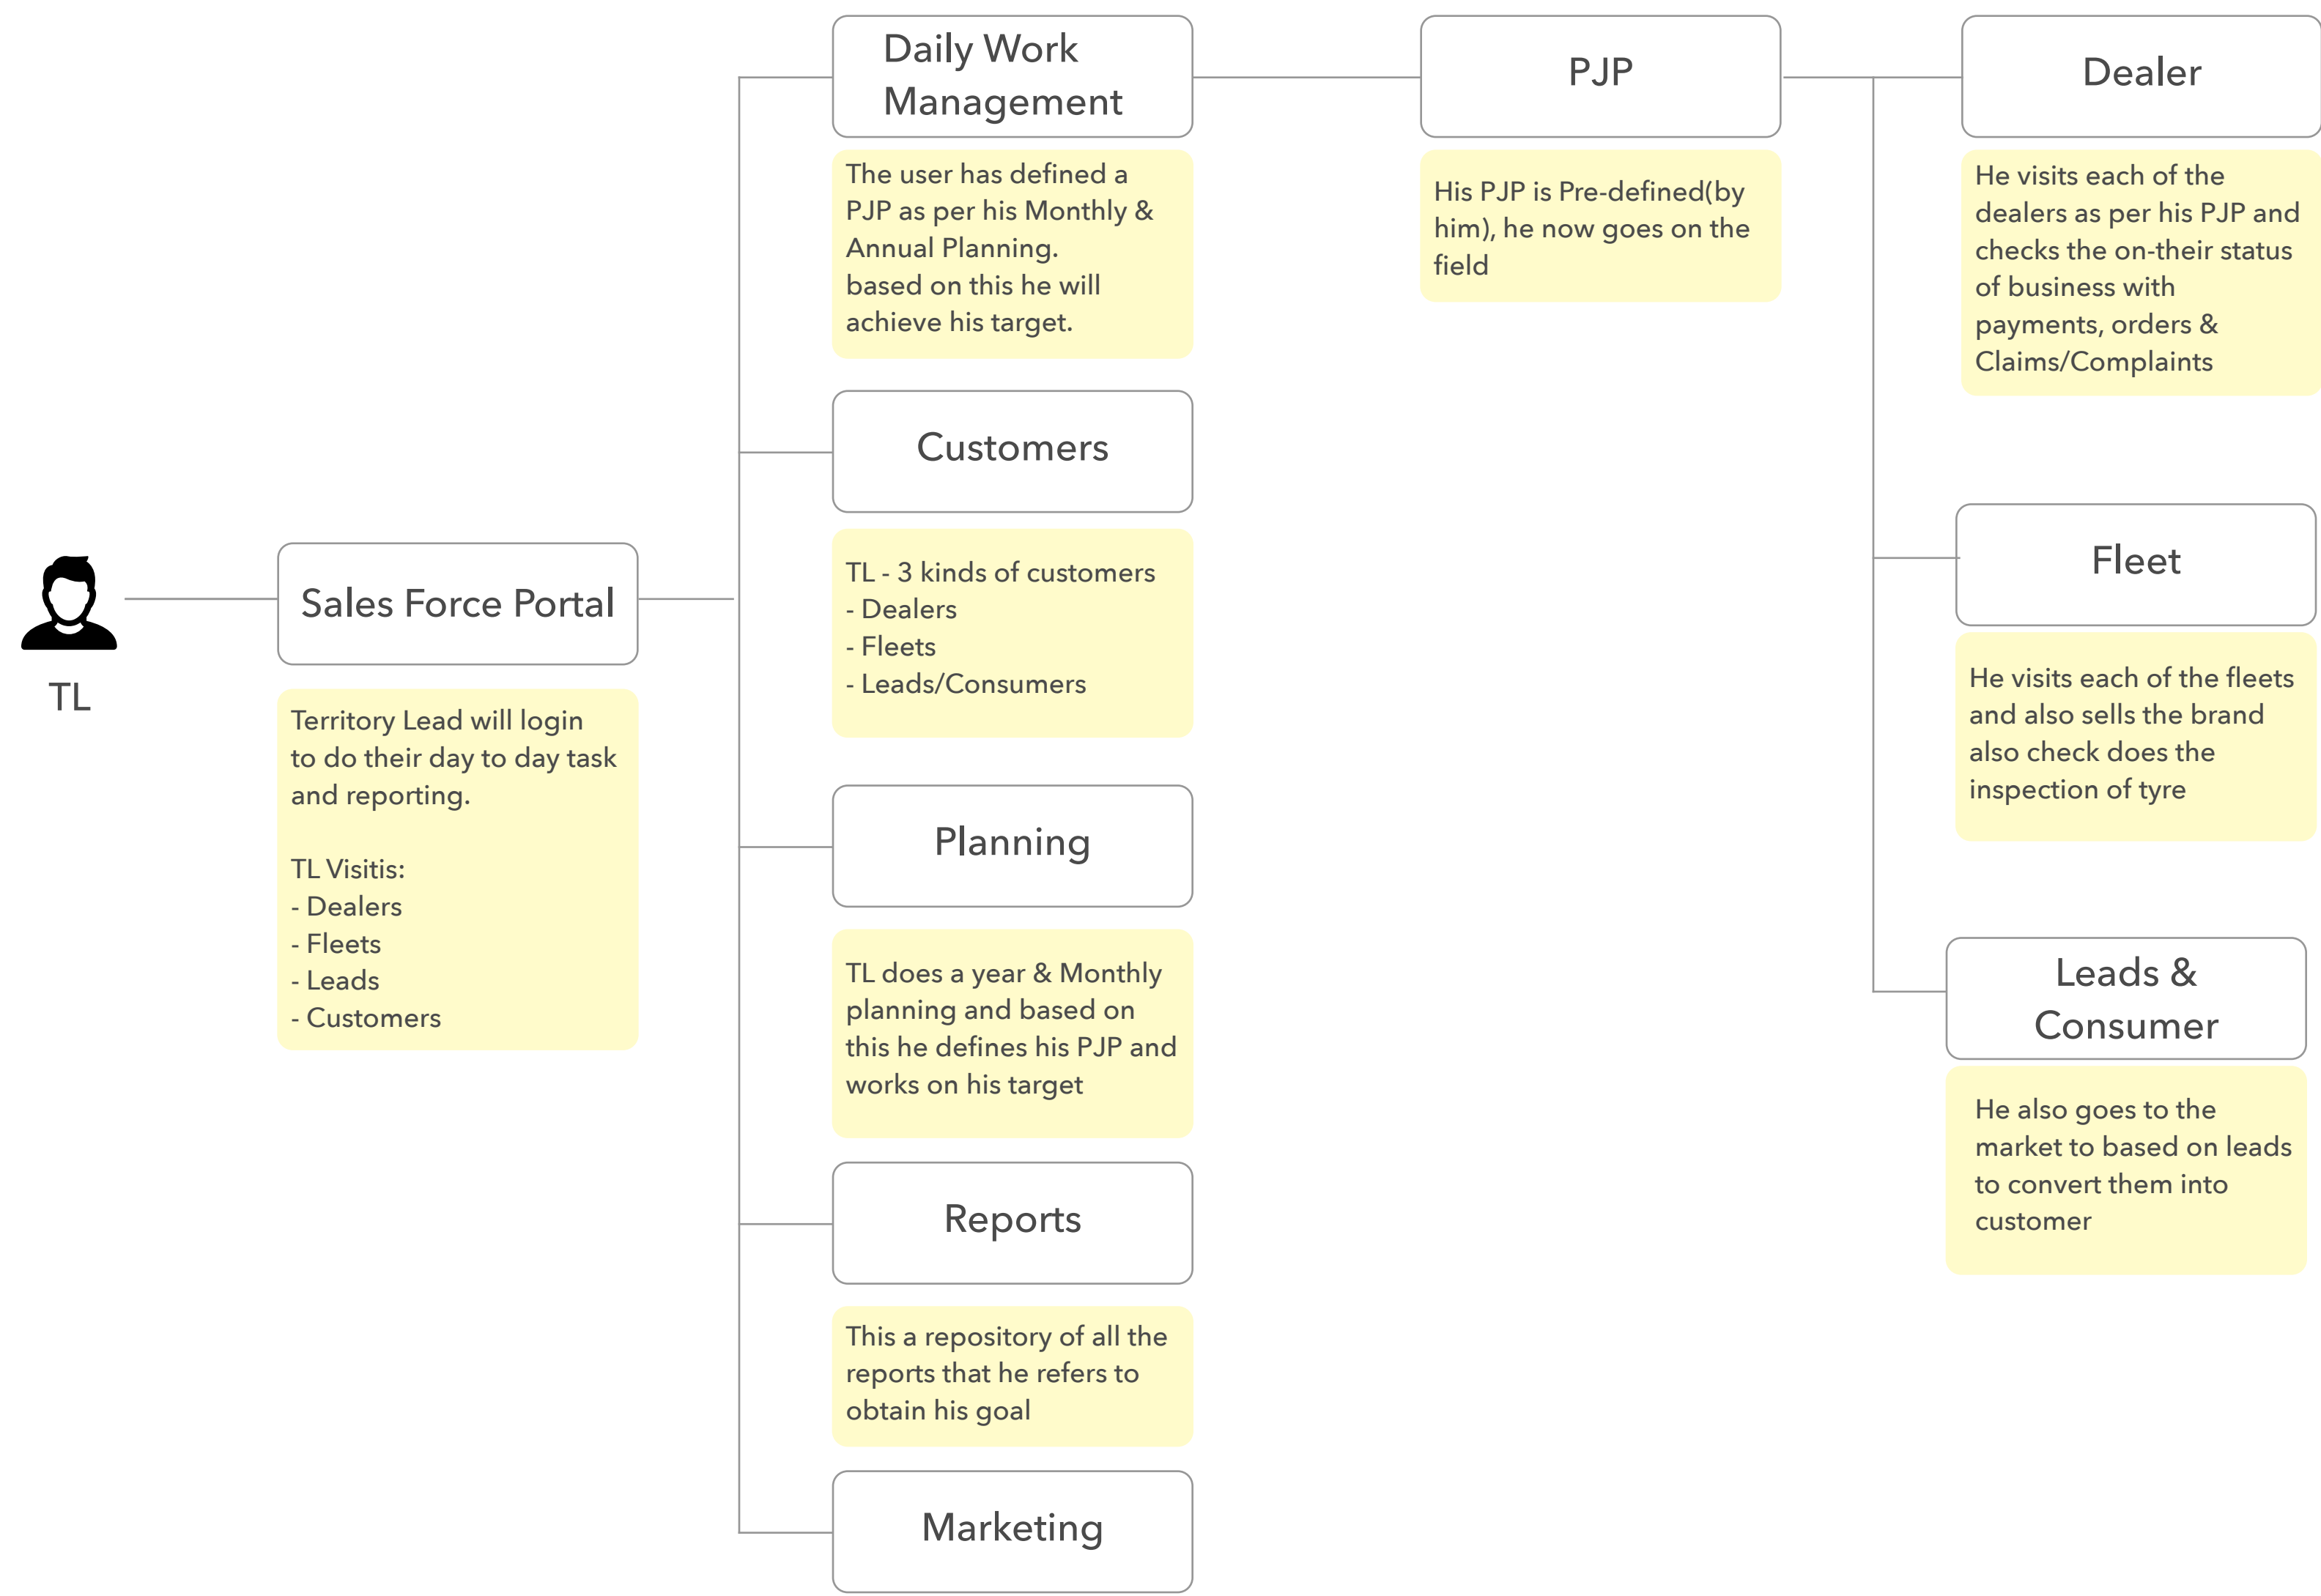 TL
Sales Force Portal
Territory Lead will login
to do their day to day task
and reporting.
TL Visitis:
- Dealers
- Fleets
- Leads
- Customers
Daily Work
Management
The user has defined a
PJP as per his Monthly &
Annual Planning.
based on this he will
achieve his target.
Customers
TL - 3 kinds of customers
- Dealers
- Fleets
- Leads/Consumers
Planning
TL does a year & Monthly
planning and based on
this he defines his PJP and
works on his target
Reports
This a repository of all the
reports that he refers to
obtain his goal
Marketing
PJP
His PJP is Pre-defined(by
him), he now goes on the
field
Dealer
He visits each of the
dealers as per his PJP and
checks the on-their status
of business with
payments, orders &
Claims/Complaints
Fleet
He visits each of the fleets
and also sells the brand
also check does the
inspection of tyre
Leads &
Consumer
He also goes to the
market to based on leads
to convert them into
customer